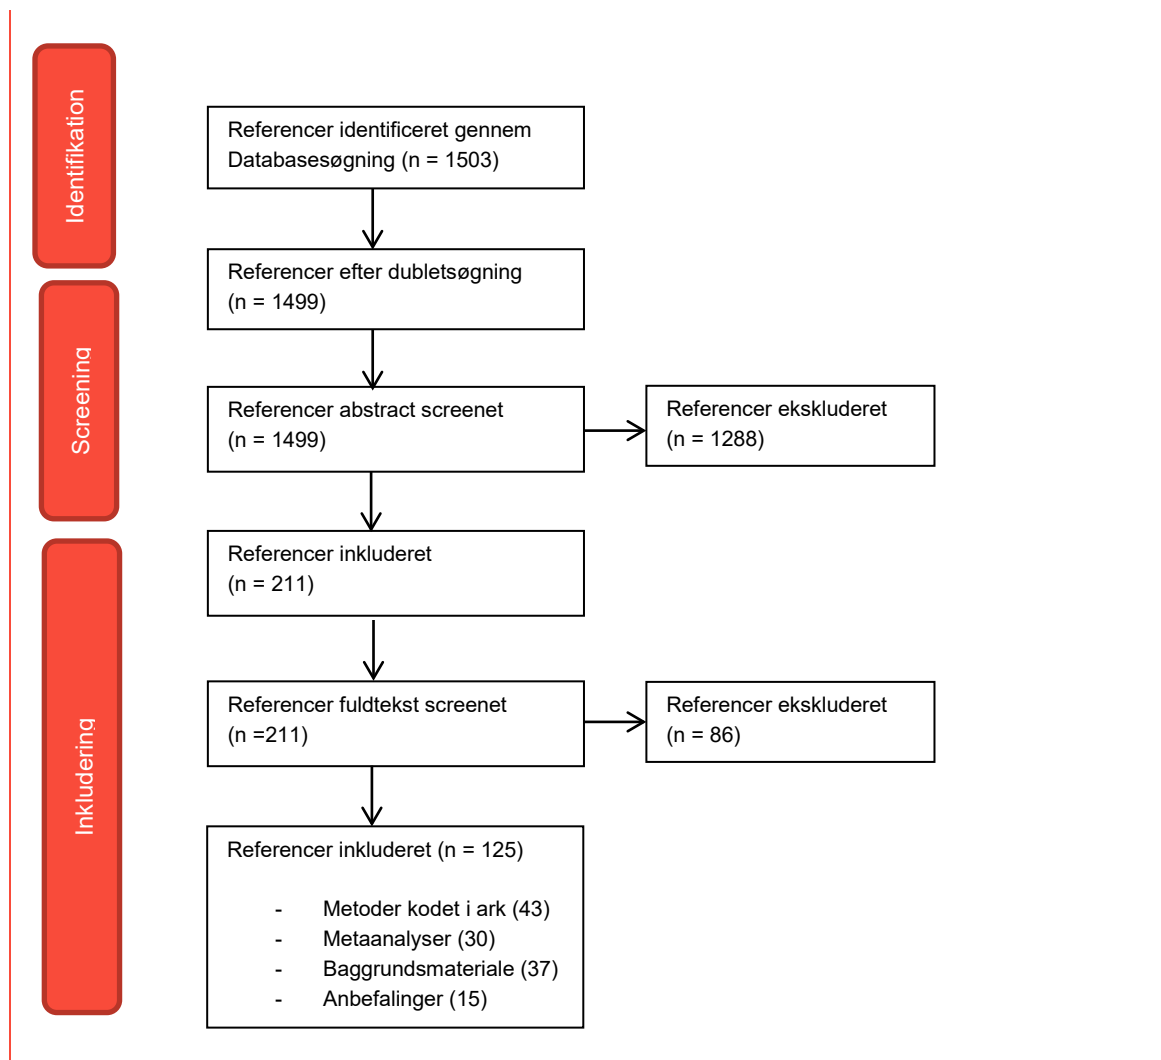 Identifikation
Referencer identificeret gennem
Databasesøgning (n = 1503)
Referencer efter dubletsøgning
(n = 1499)
Screening
Referencer abstract screenet
(n = 1499)
Referencer ekskluderet
(n = 1288)
Inkludering
Referencer inkluderet
(n = 211)
Referencer fuldtekst screenet
(n =211)
Referencer ekskluderet
(n = 86)
Referencer inkluderet (n = 125)
- Metoder kodet i ark (43)
- Metaanalyser (30)
- Baggrundsmateriale (37)
- Anbefalinger (15)